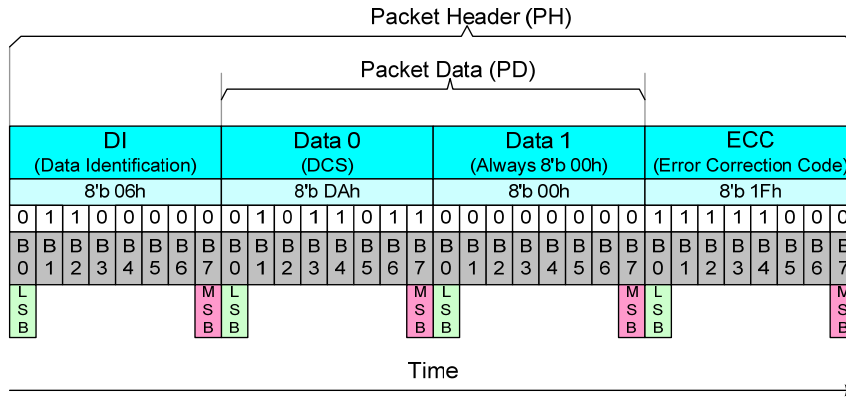 Packet Header (PH)
Packet Data (PD)
DI Data 0 Data 1 ECC
(Data Identification) (DCS) (Always 8'b 00h) (Error Correction Code)
8'b 06h 8'b DAh 8'b 00h 8'b 1Fh
0 1 1 0 0 0 0 0 0 1 0 1 1 0 1 1 0 0 0 0 0 0 0 0 1 1 1 1 1 0 0 0
B0 B1 B2 B3 B4 B5 B6 B7 B0 B1 B2 B3 B4 B5 B6 B7 B0 B1 B2 B3 B4 B5 B6 B7 B0 B1 B2 B3 B4 B5 B6 B7
LSB MSB LSB MSB LSB MSB LSB MSB
Time